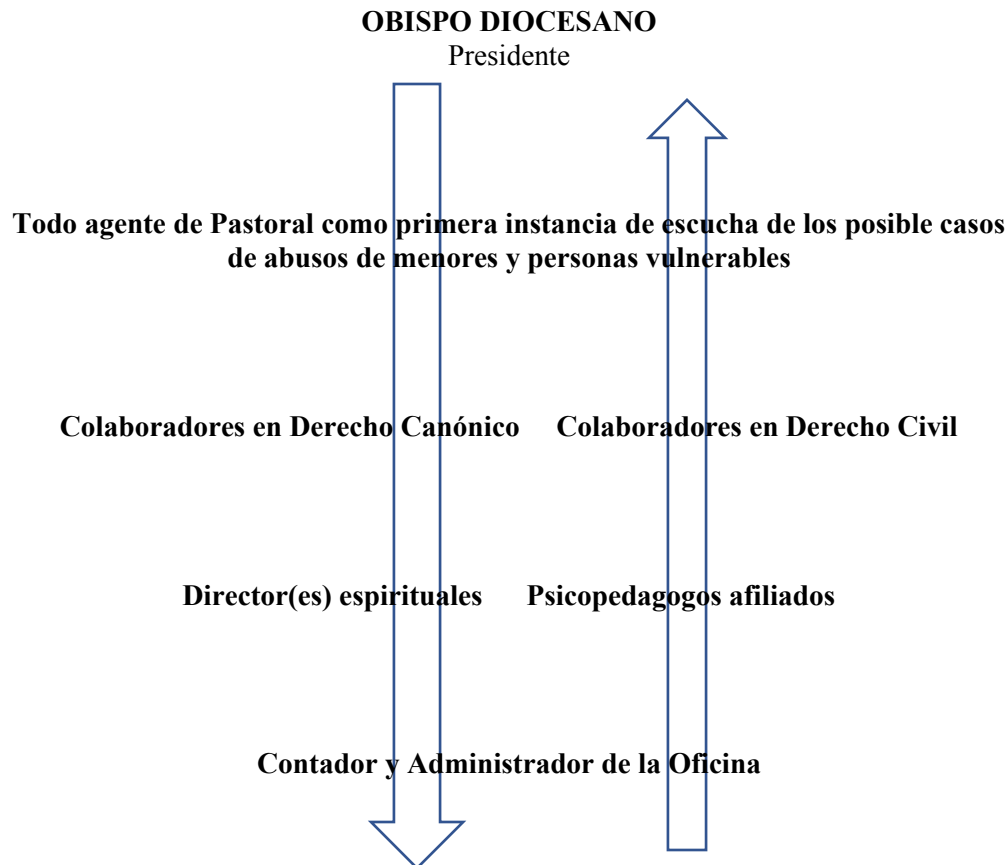 OBISPO DIOCESANO
Presidente
Todo agente de Pastoral como primera instancia de escucha de los posible casos
de abusos de menores y personas vulnerables
Colaboradores en Derecho Canónico Colaboradores en Derecho Civil
Director(es) espirituales Psicopedagogos afiliados
Contador y Administrador de la Oficina